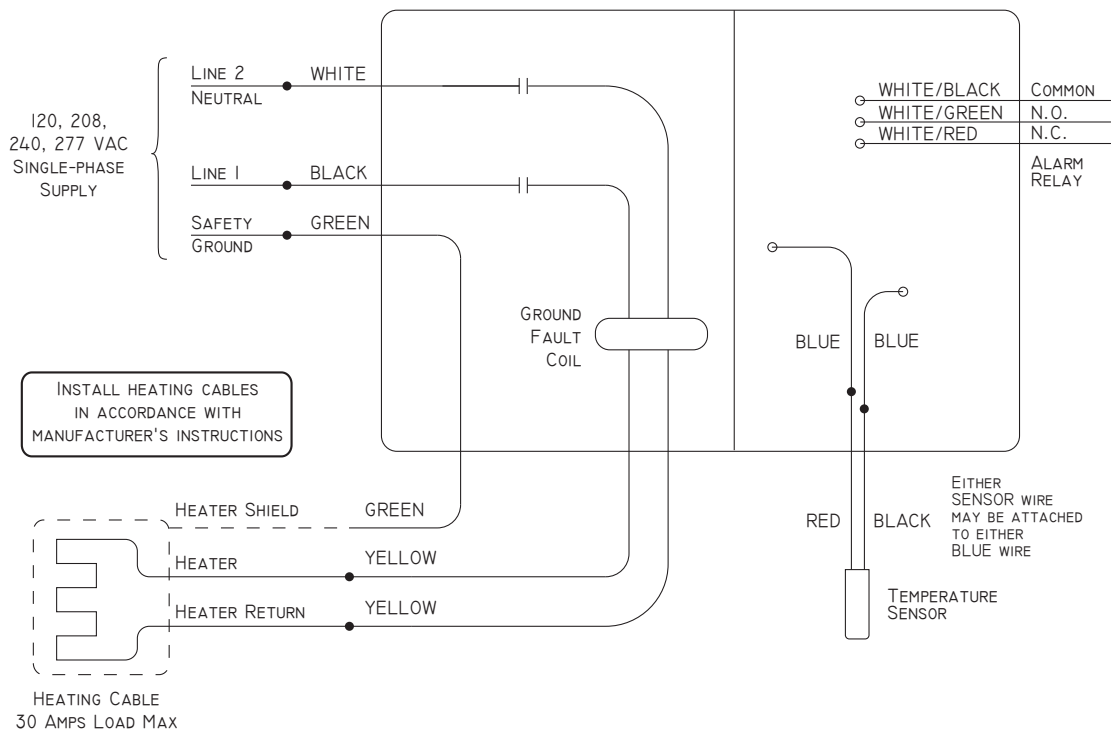 120, 208,
240, 277 VAC
SINGLE-PHASE
SUPPLY
LINE 2
NEUTRAL
WHITE
LINE 1
BLACK
SAFETY
GROUND
GREEN
GROUND
FAULT
COIL
WHITE/BLACK COMMON
WHITE/GREEN N.O.
WHITE/RED N.C.
ALARM
RELAY
BLUE BLUE
INSTALL HEATING CABLES
IN ACCORDANCE WITH
MANUFACTURER'S INSTRUCTIONS
HEATER SHIELD GREEN
HEATER YELLOW
HEATER RETURN YELLOW
HEATING CABLE
30 AMPS LOAD MAX
RED BLACK
EITHER
SENSOR WIRE
MAY BE ATTACHED
TO EITHER
BLUE WIRE
TEMPERATURE
SENSOR